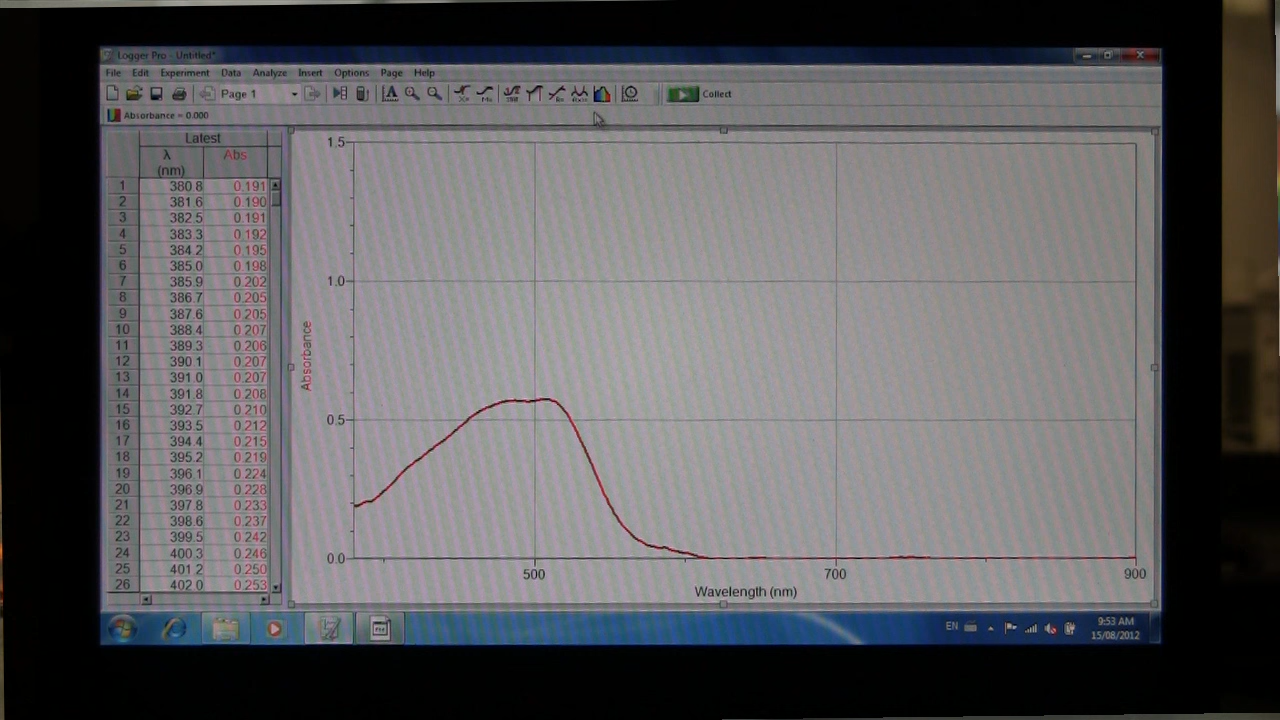 Logger Pro - Untitled*
File Edit Experiment Data Analyze Insert Options Page Help
Page 1
Collect
Absorbance = 0.000
Latest
λ Abs
(nm)
1 380.8 0.191
2 381.6 0.190
3 382.5 0.191
4 383.3 0.192
5 384.2 0.195
6 385.0 0.198
7 385.9 0.202
8 386.7 0.205
9 387.6 0.205
10 388.4 0.207
11 389.3 0.206
12 390.1 0.207
13 391.0 0.207
14 391.8 0.208
15 392.7 0.210
16 393.5 0.212
17 394.4 0.215
18 395.2 0.219
19 396.1 0.224
20 396.9 0.228
21 397.8 0.233
22 398.6 0.237
23 399.5 0.242
24 400.3 0.246
25 401.2 0.250
26 402.0 0.253
1.5
1.0
0.5
0.0
Absorbance
500 700 900
Wavelength (nm)
EN
9:53 AM
15/08/2012